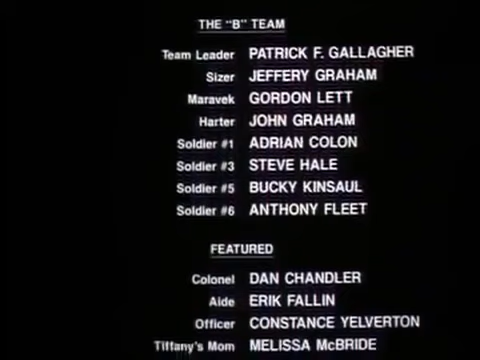 THE "B" TEAM
Team Leader PATRICK F. GALLAGHER
Sizer JEFFERY GRAHAM
Maravek GORDON LETT
Harter JOHN GRAHAM
Soldier #1 ADRIAN COLON
Soldier #3 STEVE HALE
Soldier #5 BUCKY KINSAUL
Soldier #6 ANTHONY FLEET
FEATURED
Colonel DAN CHANDLER
Aide ERIK FALLIN
Officer CONSTANCE YELVERTON
Tiffany's Mom MELISSA McBRIDE